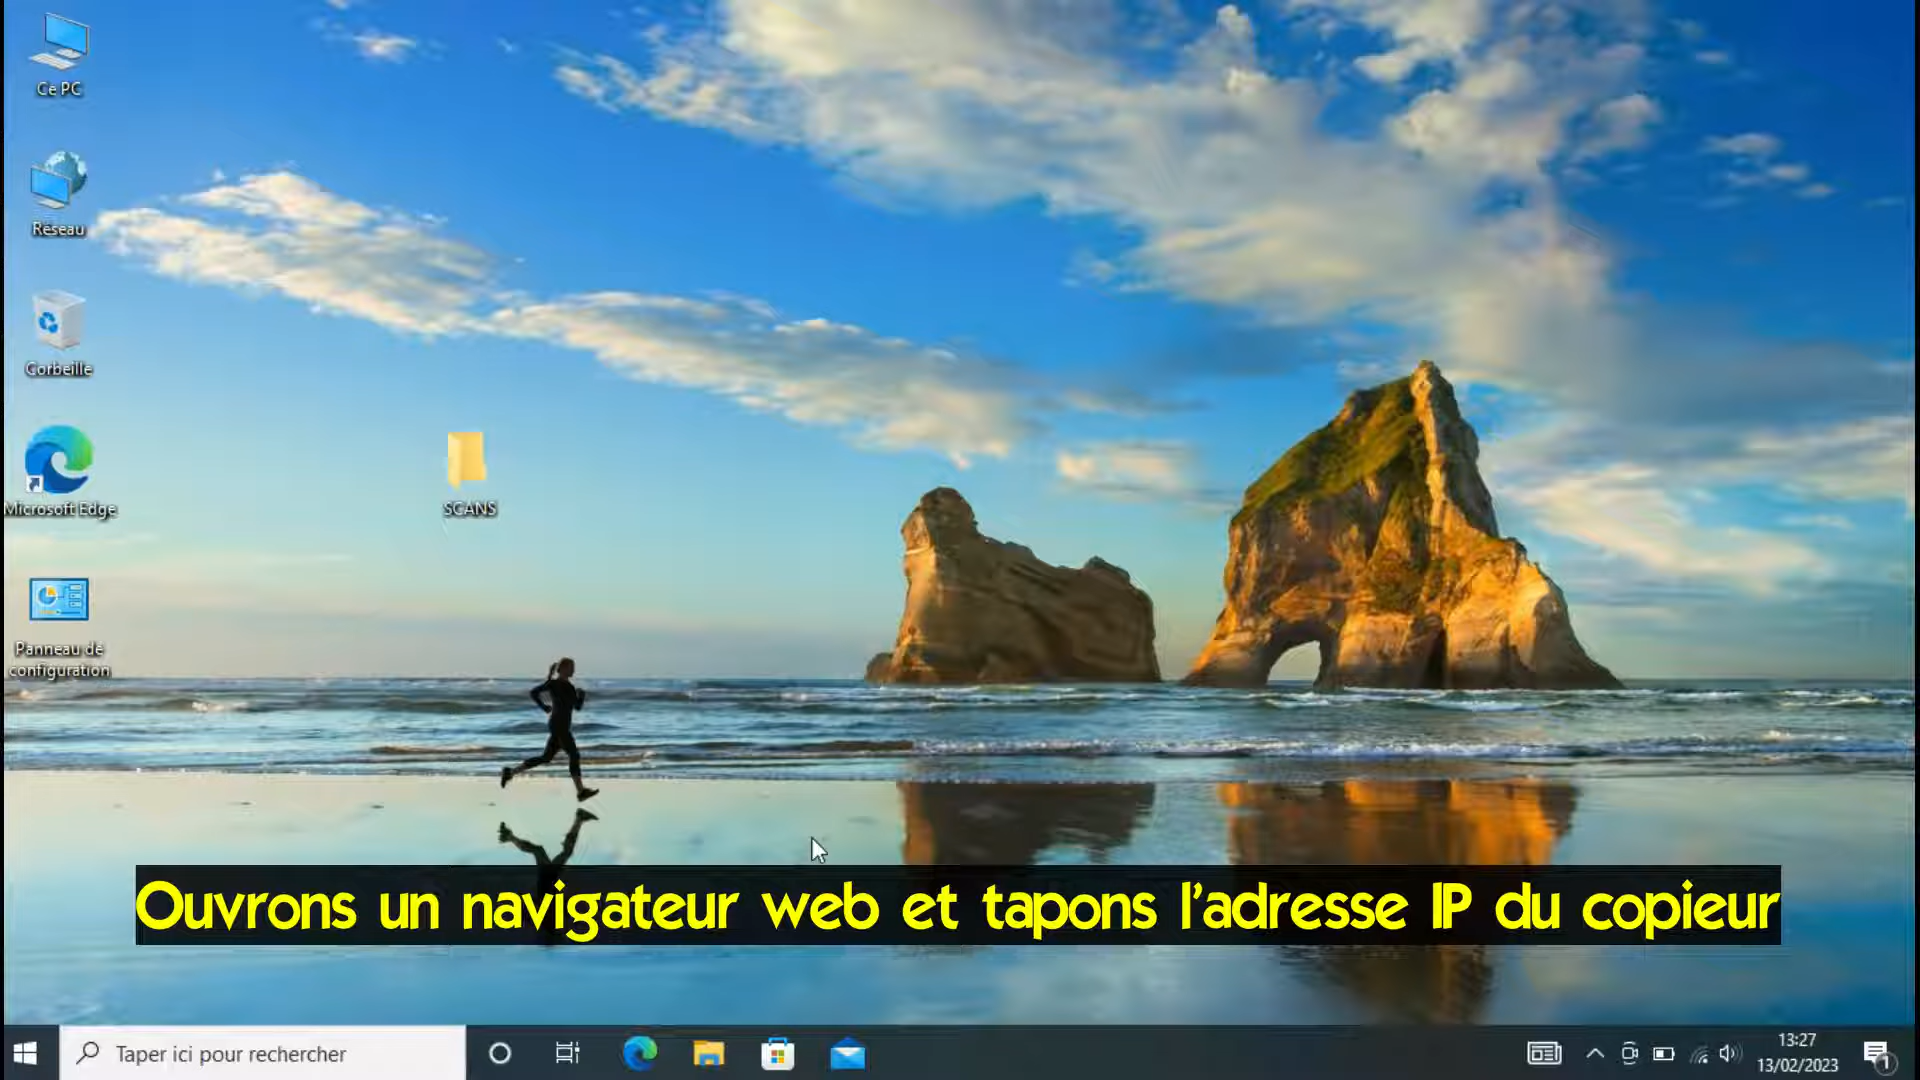 Ce PC
Réseau
Corbeille
Microsoft Edge
SCANS
Panneau de
configuration
Ouvrons un navigateur web et tapons l'adresse IP du copieur
Taper ici pour rechercher
13:27
13/02/2023
1